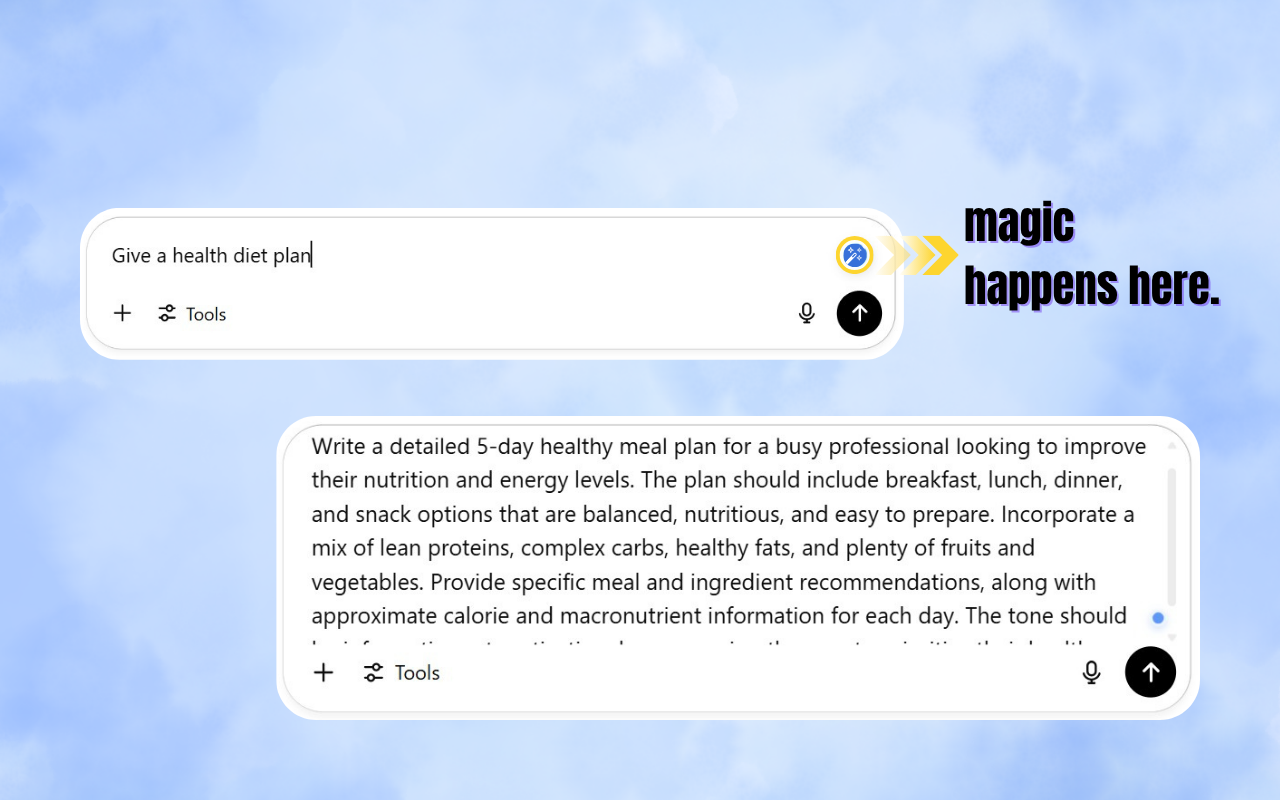 Give a health diet plan
Tools
magic
happens here.
Write a detailed 5-day healthy meal plan for a busy professional looking to improve
their nutrition and energy levels. The plan should include breakfast, lunch, dinner,
and snack options that are balanced, nutritious, and easy to prepare. Incorporate a
mix of lean proteins, complex carbs, healthy fats, and plenty of fruits and
vegetables. Provide specific meal and ingredient recommendations, along with
approximate calorie and macronutrient information for each day. The tone should
Tools